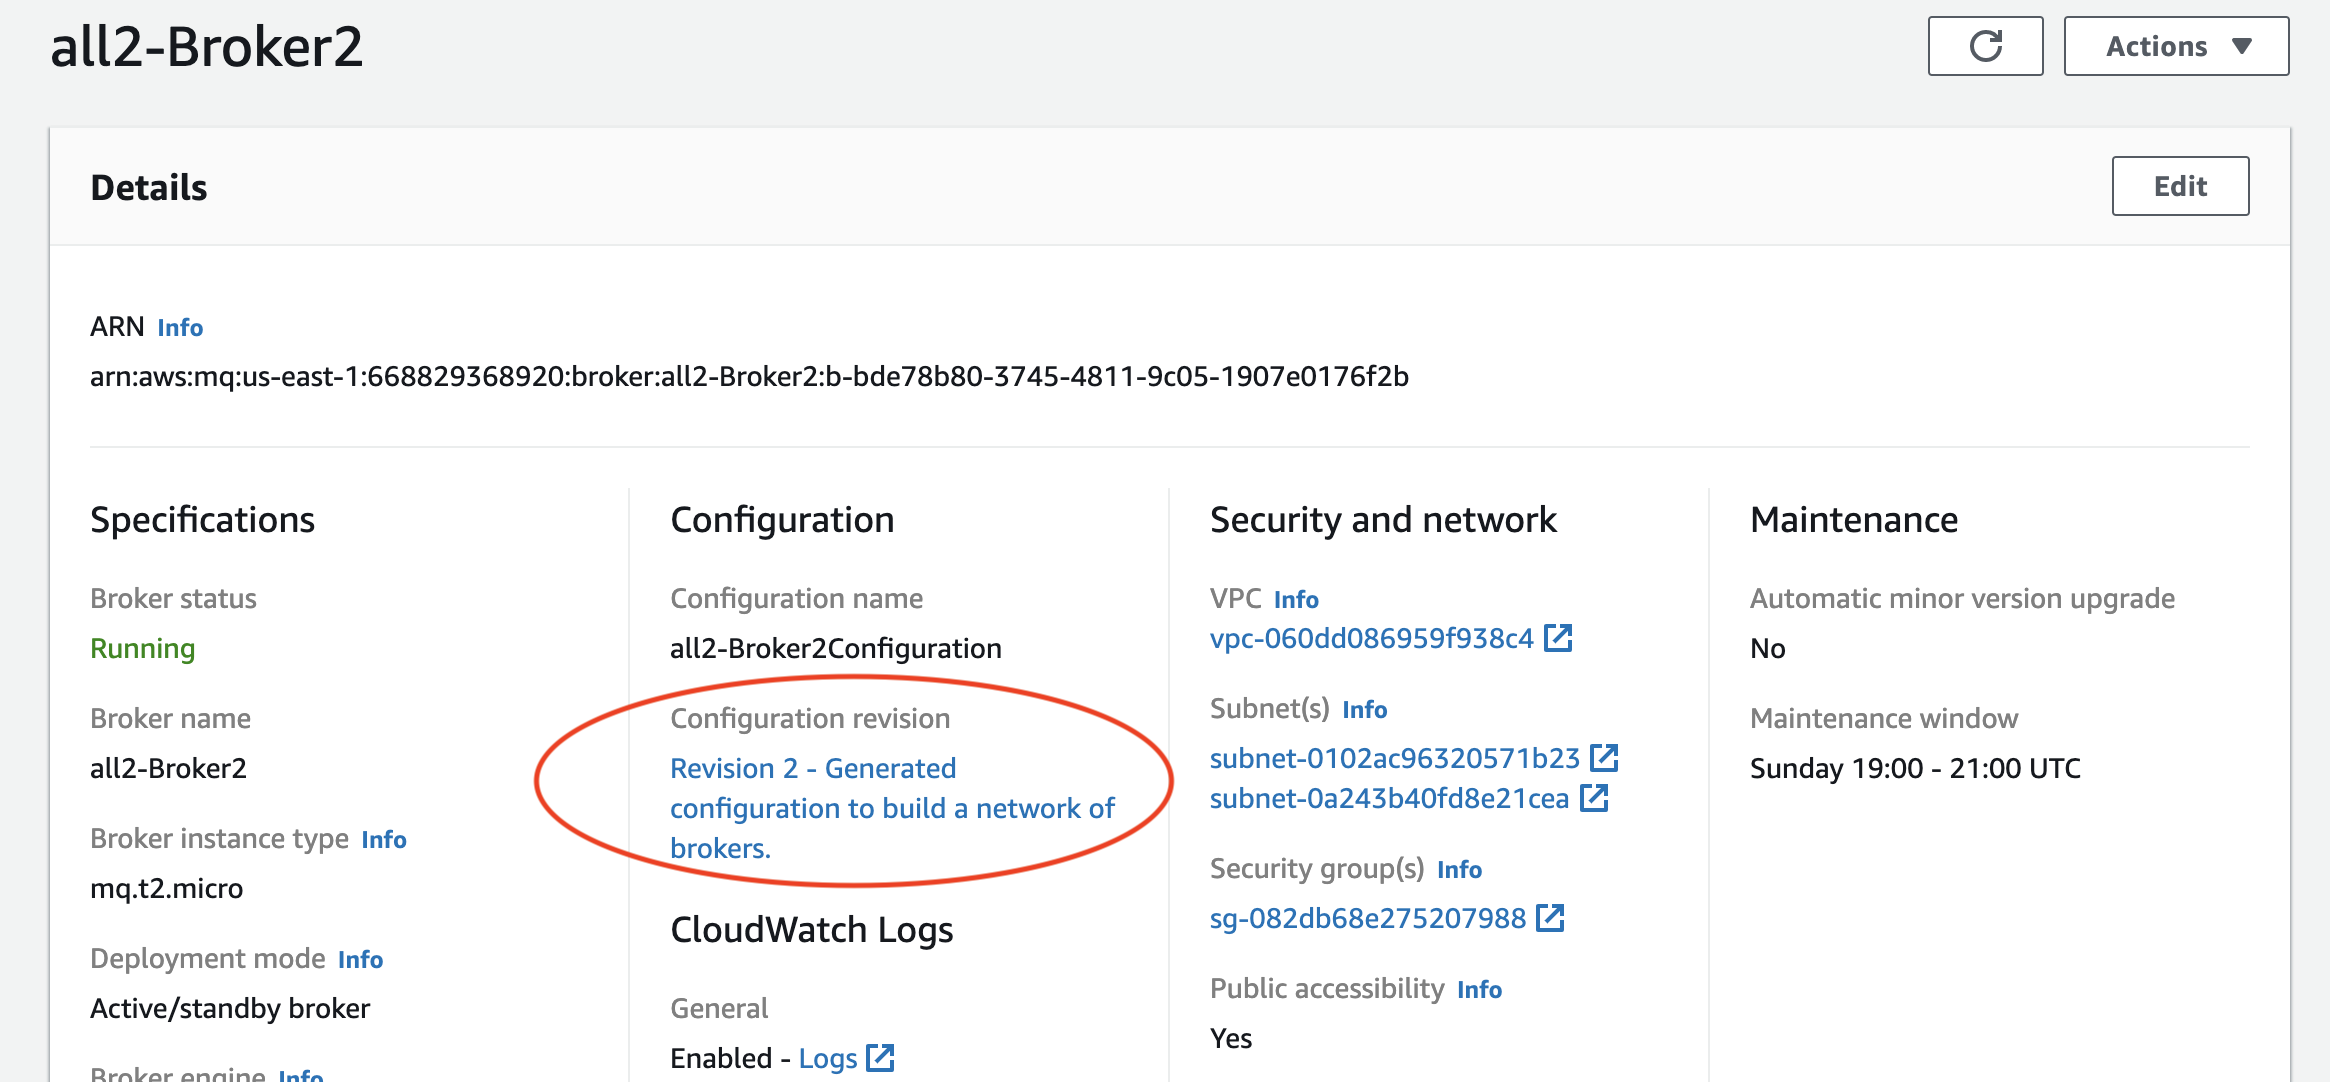 all2-Broker2
Actions
Details
Edit
ARN Info
arn:aws:mq:us-east-1:668829368920:broker:all2-Broker2:b-bde78b80-3745-4811-9c05-1907e0176f2b
Specifications
Broker status
Running
Broker name
all2-Broker2
Broker instance type Info
mq.t2.micro
Deployment mode Info
Active/standby broker
Broker engine Info
Configuration
Configuration name
all2-Broker2Configuration
Configuration revision
Revision 2 - Generated
configuration to build a network of
brokers.
CloudWatch Logs
General
Enabled - Logs
Security and network
VPC Info
vpc-060dd086959f938c4
Subnet(s) Info
subnet-0102ac96320571b23
subnet-0a243b40fd8e21cea
Security group(s) Info
sg-082db68e275207988
Public accessibility Info
Yes
Maintenance
Automatic minor version upgrade
No
Maintenance window
Sunday 19:00 - 21:00 UTC